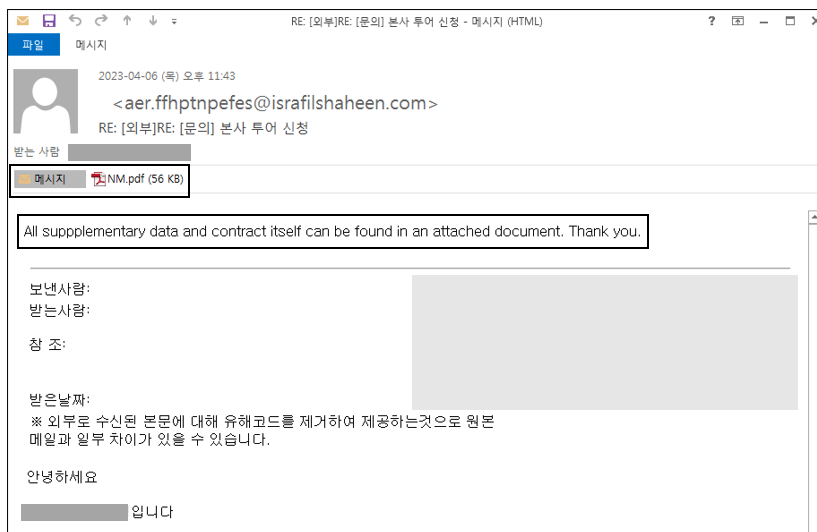 RE: [외부]RE: [문의] 본사 투어 신청 - 메시지 (HTML)
파일 메시지
2023-04-06 (목) 오후 11:43
<aer.ffhptnpefes@israfilshaheen.com>
RE: [외부]RE: [문의] 본사 투어 신청
받는 사람
메시지 NM.pdf (56 KB)
All suppplementary data and contract itself can be found in an attached document. Thank you.
보낸사람:
받는사람:
참 조:
받은날짜:
※ 외부로 수신된 본문에 대해 유해코드를 제거하여 제공하는것으로 원본
메일과 일부 차이가 있을 수 있습니다.
안녕하세요
입니다